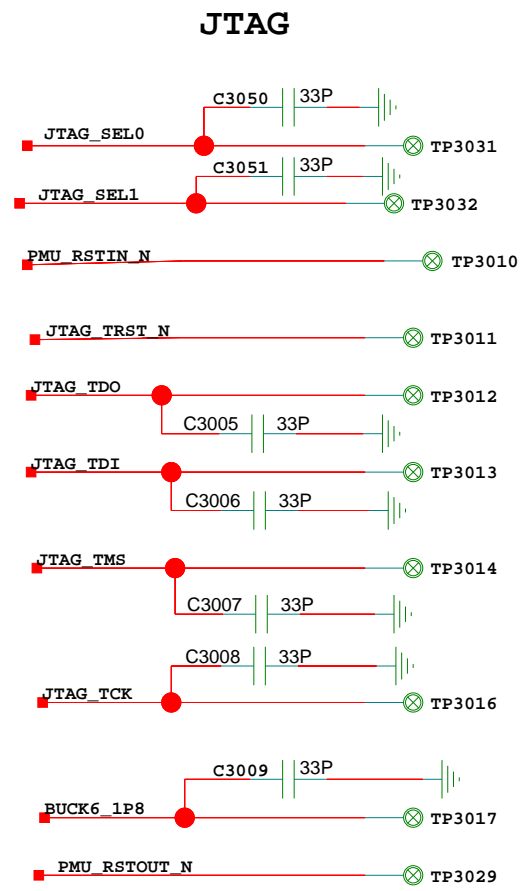 JTAG
C3050 33P
JTAG_SEL0 TP3031
C3051 33P
JTAG_SEL1 TP3032
PMU_RSTIN_N TP3010
JTAG_TRST_N TP3011
JTAG_TDO TP3012
C3005 33P
JTAG_TDI TP3013
C3006 33P
JTAG_TMS TP3014
C3007 33P
C3008 33P
JTAG_TCK TP3016
C3009 33P
BUCK6_1P8 TP3017
PMU_RSTOUT_N TP3029